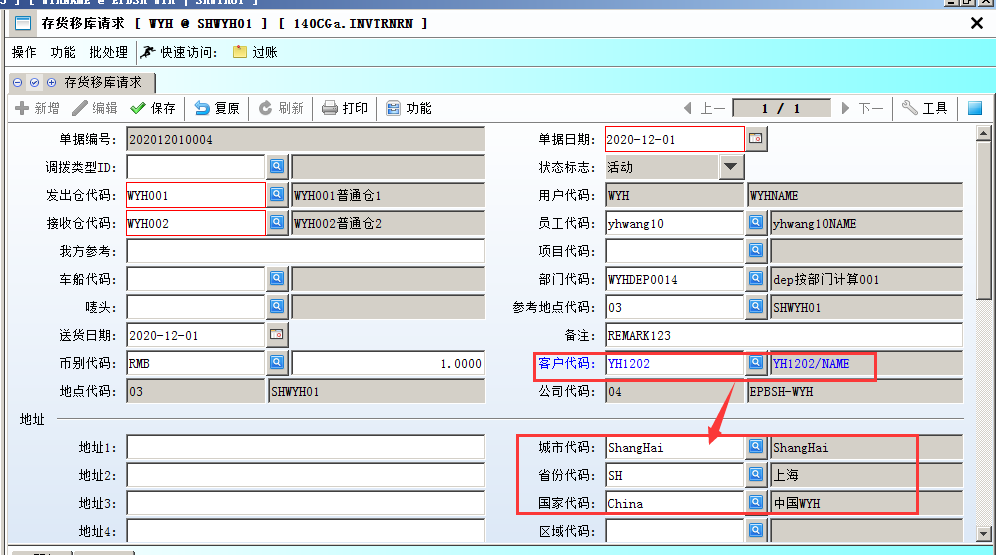 存货移库请求 [ WYH @ SHWYH01 ] [ 140CGa.INVTRNRN ]
操作 功能 批处理 快速访问: 过账
存货移库请求
新增 编辑 保存 复原 刷新 打印 功能 上一 1 / 1 下一 工具
单据编号: 202012010004 单据日期: 2020-12-01
调拨类型ID: 状态标志: 活动
发出仓代码: WYH001 WYH001普通仓1 用户代码: WYH WYHNAME
接收仓代码: WYH002 WYH002普通仓2 员工代码: yhwang10 yhwang10NAME
我方参考: 项目代码:
车船代码: 部门代码: WYHDEP0014 dep按部门计算001
唛头: 参考地点代码: 03 SHWYH01
送货日期: 2020-12-01 备注: REMARK123
币别代码: RMB 1.0000 客户代码: YH1202 YH1202/NAME
地点代码: 03 SHWYH01 公司代码: 04 EPBSH-WYH
地址
地址1: 城市代码: ShangHai ShangHai
地址2: 省份代码: SH 上海
地址3: 国家代码: China 中国WYH
地址4: 区域代码: